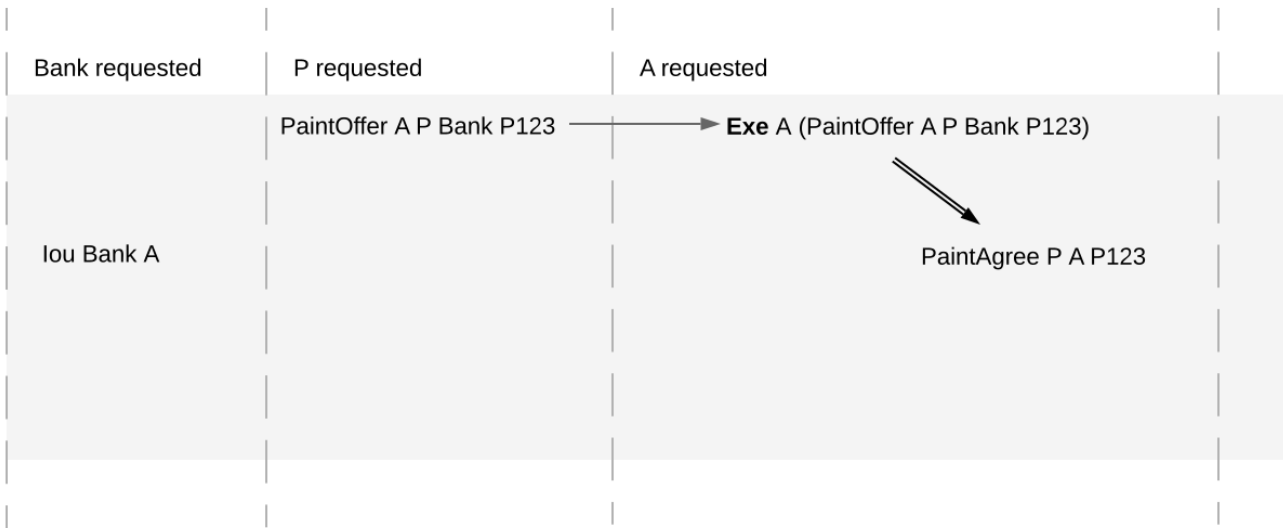 Bank requested
P requested
A requested
PaintOffer A P Bank P123
Exe A (PaintOffer A P Bank P123)
Iou Bank A
PaintAgree P A P123